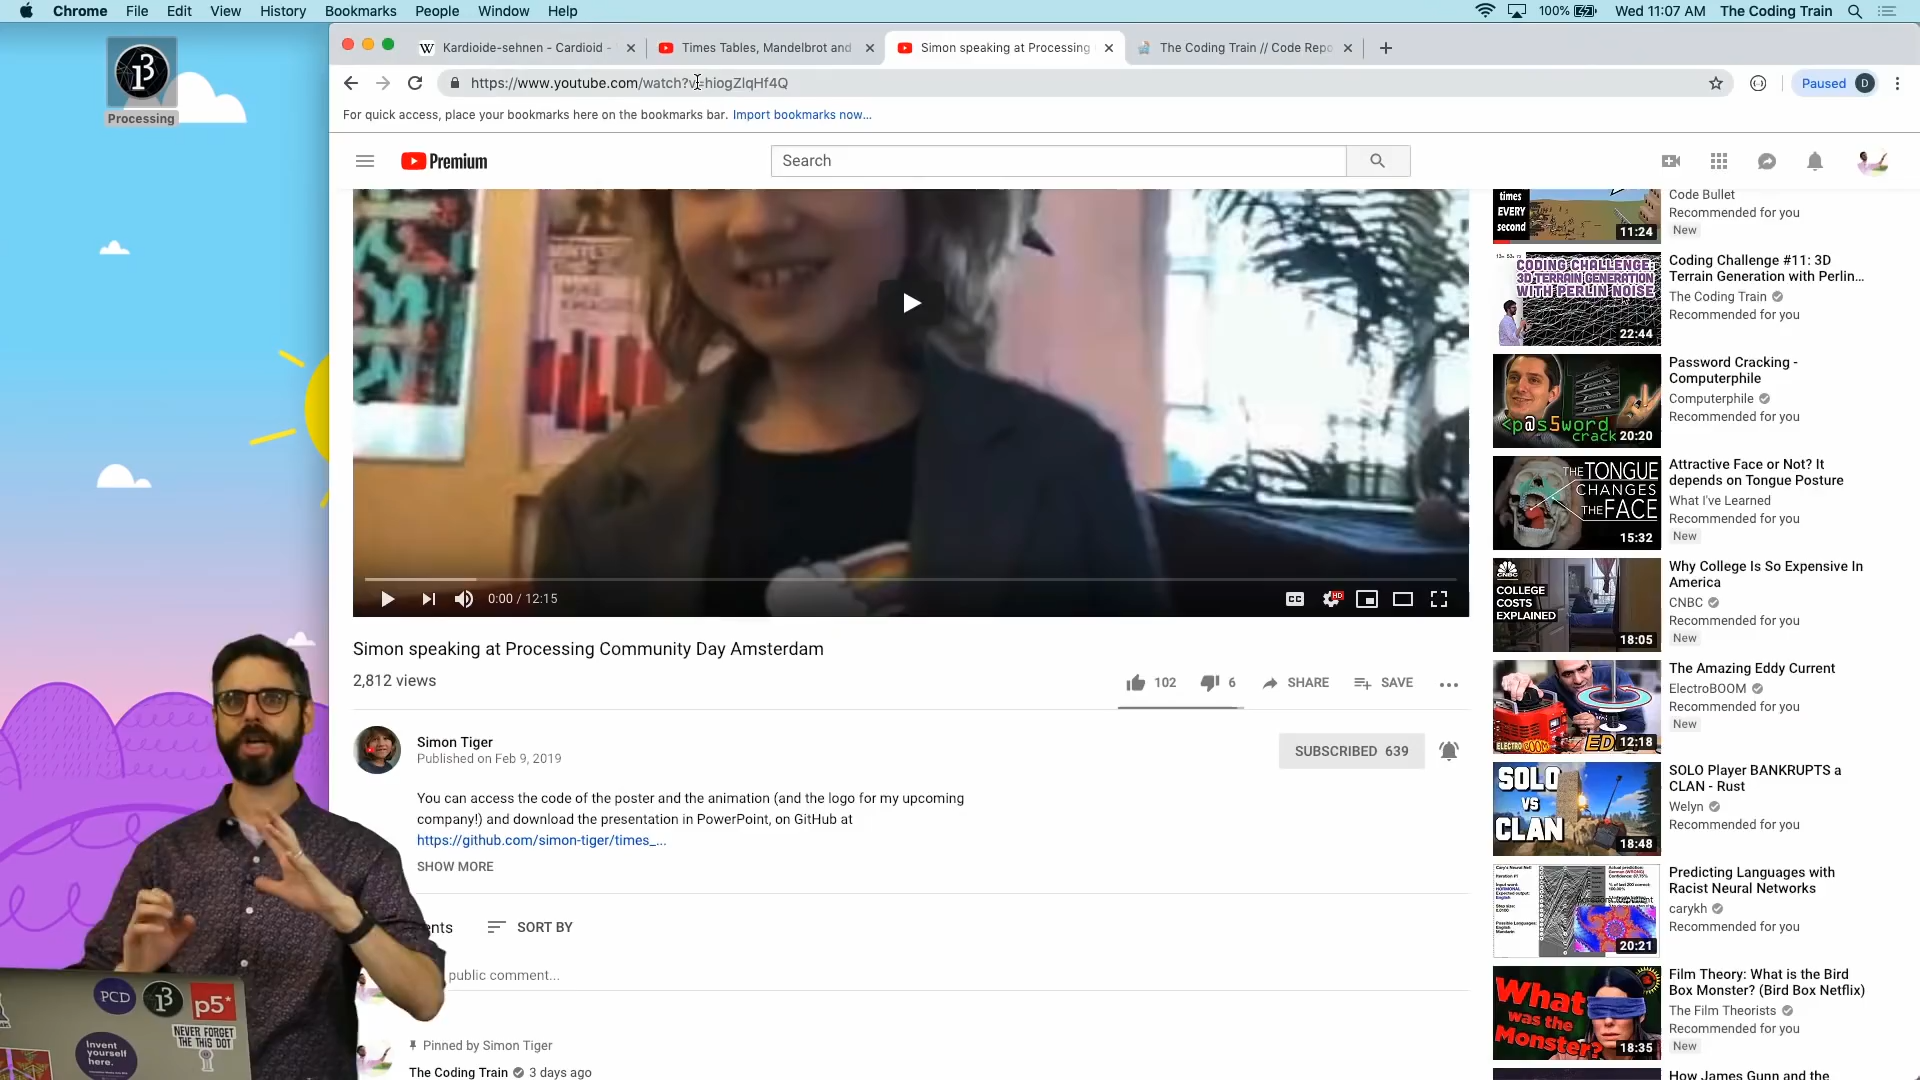 Chrome File Edit View History Bookmarks People Window Help
100% Wed 11:07 AM The Coding Train
Processing
Kardioide-sehnen - Cardioid -
Times Tables, Mandelbrot and
Simon speaking at Processing
The Coding Train // Code Repo
https://www.youtube.com/watch?v=hiogZlqHf4Q
Paused D
For quick access, place your bookmarks here on the bookmarks bar. Import bookmarks now...
Premium
Search
times
EVERY
second
11:24
Code Bullet
Recommended for you
New
CODING CHALLENGE:
3D TERRAIN GENERATION
WITH PERLIN NOISE
22:44
Coding Challenge #11: 3D
Terrain Generation with Perlin...
The Coding Train
Recommended for you
<p@s5word
crack
20:20
Password Cracking -
Computerphile
Computerphile
Recommended for you
THE TONGUE
CHANGES
THE FACE
15:32
Attractive Face or Not? It
depends on Tongue Posture
What I've Learned
Recommended for you
New
CNBC
COLLEGE
COSTS
EXPLAINED
18:05
Why College Is So Expensive In
America
CNBC
Recommended for you
New
ELECTROBOOM
ED
12:18
The Amazing Eddy Current
ElectroBOOM
Recommended for you
New
SOLO
VS
CLAN
18:48
SOLO Player BANKRUPTS a
CLAN - Rust
Welyn
Recommended for you
20:21
Predicting Languages with
Racist Neural Networks
carykh
Recommended for you
What
was the
Monster?
18:35
Film Theory: What is the Bird
Box Monster? (Bird Box Netflix)
The Film Theorists
Recommended for you
New
How James Gunn and the
0:00 / 12:15
CC
HD
Simon speaking at Processing Community Day Amsterdam
2,812 views
102 6 SHARE SAVE
Simon Tiger
Published on Feb 9, 2019
SUBSCRIBED 639
You can access the code of the poster and the animation (and the logo for my upcoming
company!) and download the presentation in PowerPoint, on GitHub at
https://github.com/simon-tiger/times_...
SHOW MORE
ents SORT BY
public comment...
Pinned by Simon Tiger
The Coding Train 3 days ago
PCD
p5*
NEVER FORGET
THE THIS DOT
Invent
yourself
here.